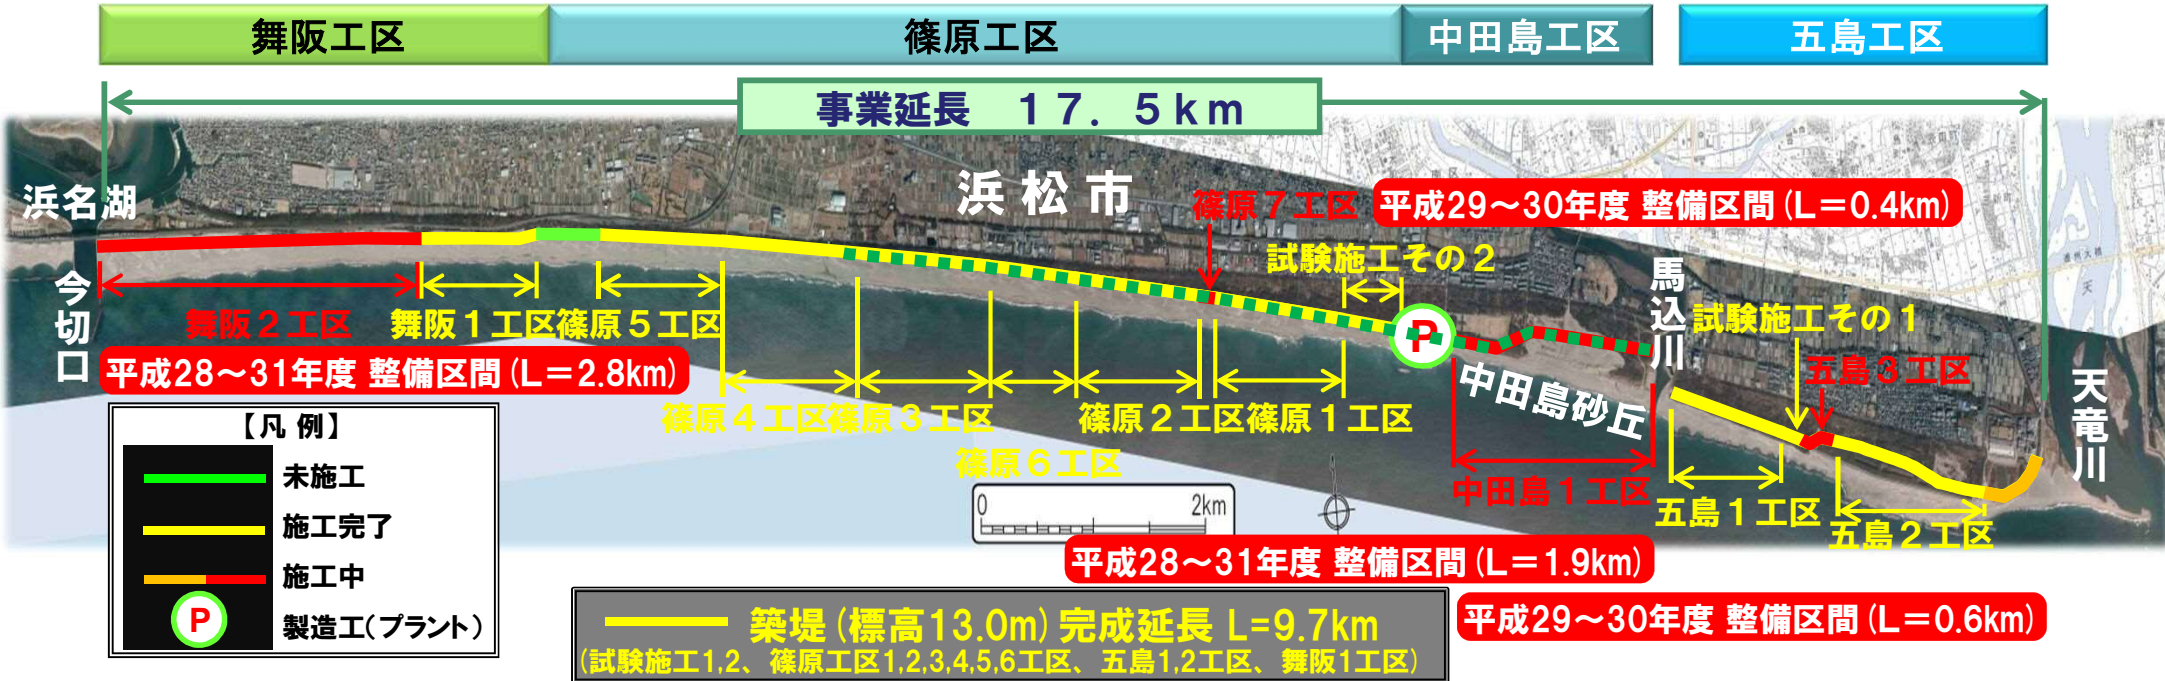 舞阪工区
篠原工区
中田島工区
五島工区
事業延長　17．5km
浜名湖
浜松市
篠原7工区
平成29～30年度 整備区間(L=0.4km)
試験施工その2
今切口
馬込川
試験施工その1
舞阪2工区
舞阪1工区
篠原5工区
平成28～31年度 整備区間(L=2.8km)
P
五島3工区
中田島砂丘
天竜川
篠原4工区
篠原3工区
篠原2工区
篠原1工区
篠原6工区
中田島1工区
五島1工区
五島2工区
0 2km
【凡 例】
未施工
施工完了
施工中
P 製造工(プラント)
平成28～31年度 整備区間(L=1.9km)
平成29～30年度 整備区間(L=0.6km)
築堤(標高13.0m)完成延長 L=9.7km
(試験施工1,2、篠原工区1,2,3,4,5,6工区、五島1,2工区、舞阪1工区)